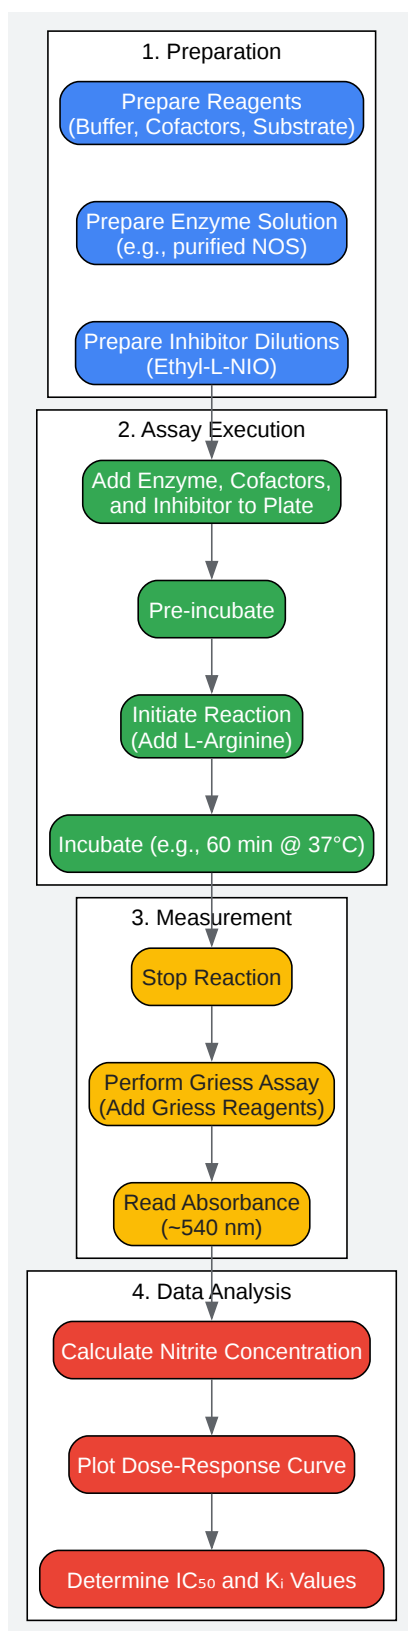 1. Preparation
Prepare Reagents
(Buffer, Cofactors, Substrate)
Prepare Enzyme Solution
(e.g., purified NOS)
Prepare Inhibitor Dilutions
(Ethyl-L-NIO)
2. Assay Execution
Add Enzyme, Cofactors,
and Inhibitor to Plate
Pre-incubate
Initiate Reaction
(Add L-Arginine)
Incubate (e.g., 60 min @ 37°C)
3. Measurement
Stop Reaction
Perform Griess Assay
(Add Griess Reagents)
Read Absorbance
(~540 nm)
4. Data Analysis
Calculate Nitrite Concentration
Plot Dose-Response Curve
Determine IC₅₀ and Kᵢ Values